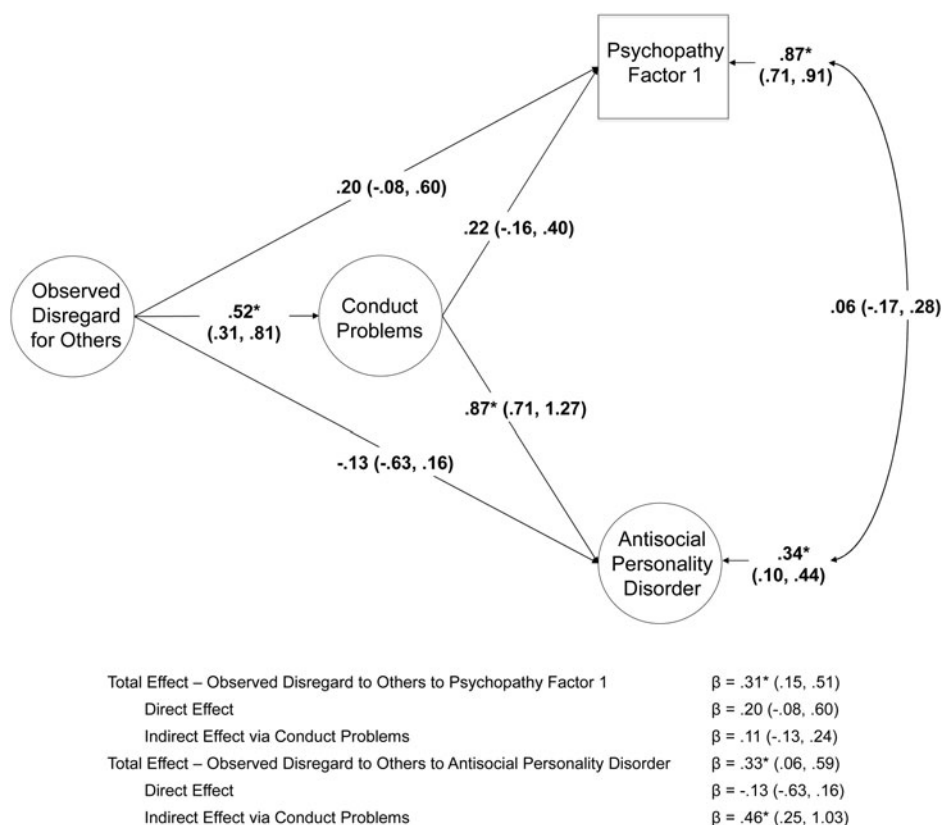 Psychopathy
Factor 1
.87*
(.71, .91)
.20 (-.08, .60)
.22 (-.16, .40)
Observed
Disregard
for Others
.52*
(.31, .81)
Conduct
Problems
.06 (-.17, .28)
.87* (.71, 1.27)
-.13 (-.63, .16)
Antisocial
Personality
Disorder
.34*
(.10, .44)
Total Effect – Observed Disregard to Others to Psychopathy Factor 1 β = .31* (.15, .51)
Direct Effect β = .20 (-.08, .60)
Indirect Effect via Conduct Problems β = .11 (-.13, .24)
Total Effect – Observed Disregard to Others to Antisocial Personality Disorder β = .33* (.06, .59)
Direct Effect β = -.13 (-.63, .16)
Indirect Effect via Conduct Problems β = .46* (.25, 1.03)